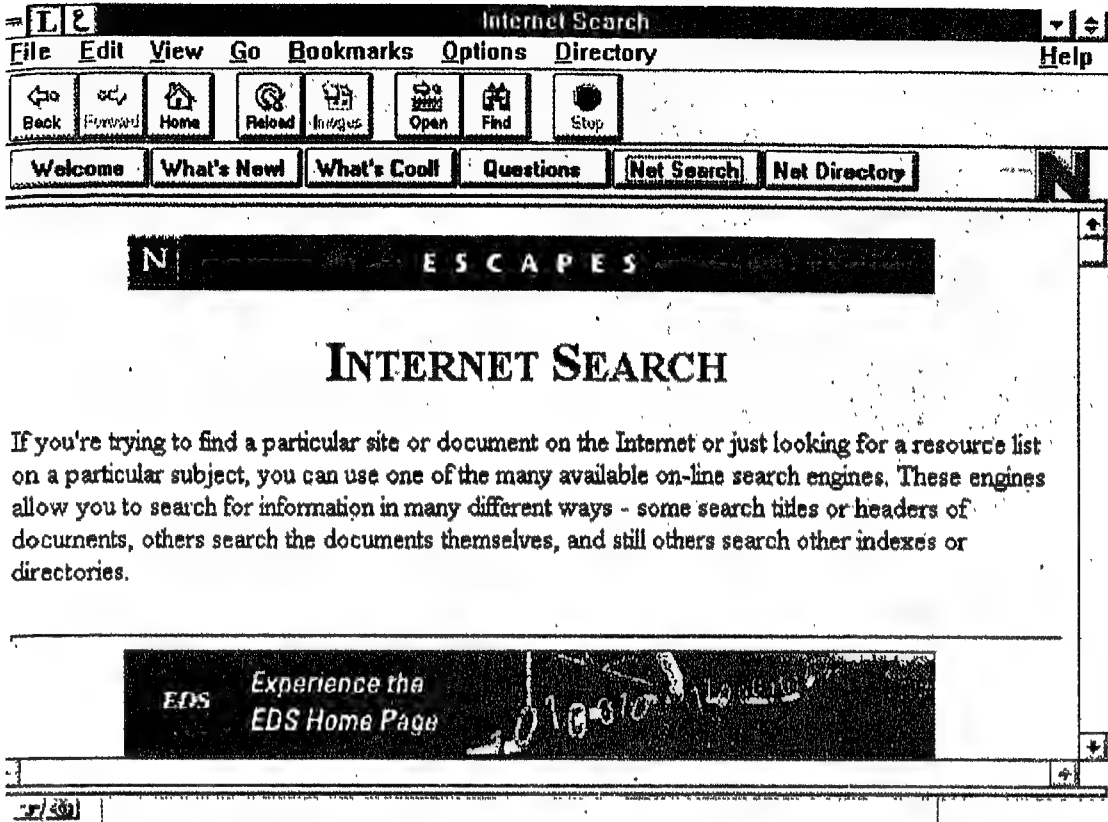 Internet Search
File Edit View Go Bookmarks Options Directory Help
Back Forward Home Reload Images Open Find Stop
Welcome What's New! What's Cool! Questions Net Search Net Directory
N
N ESCAPES
INTERNET SEARCH
If you're trying to find a particular site or document on the Internet or just looking for a resource list
on a particular subject, you can use one of the many available on-line search engines. These engines
allow you to search for information in many different ways - some search titles or headers of
documents, others search the documents themselves, and still others search other indexes or
directories.
EDS
Experience the
EDS Home Page